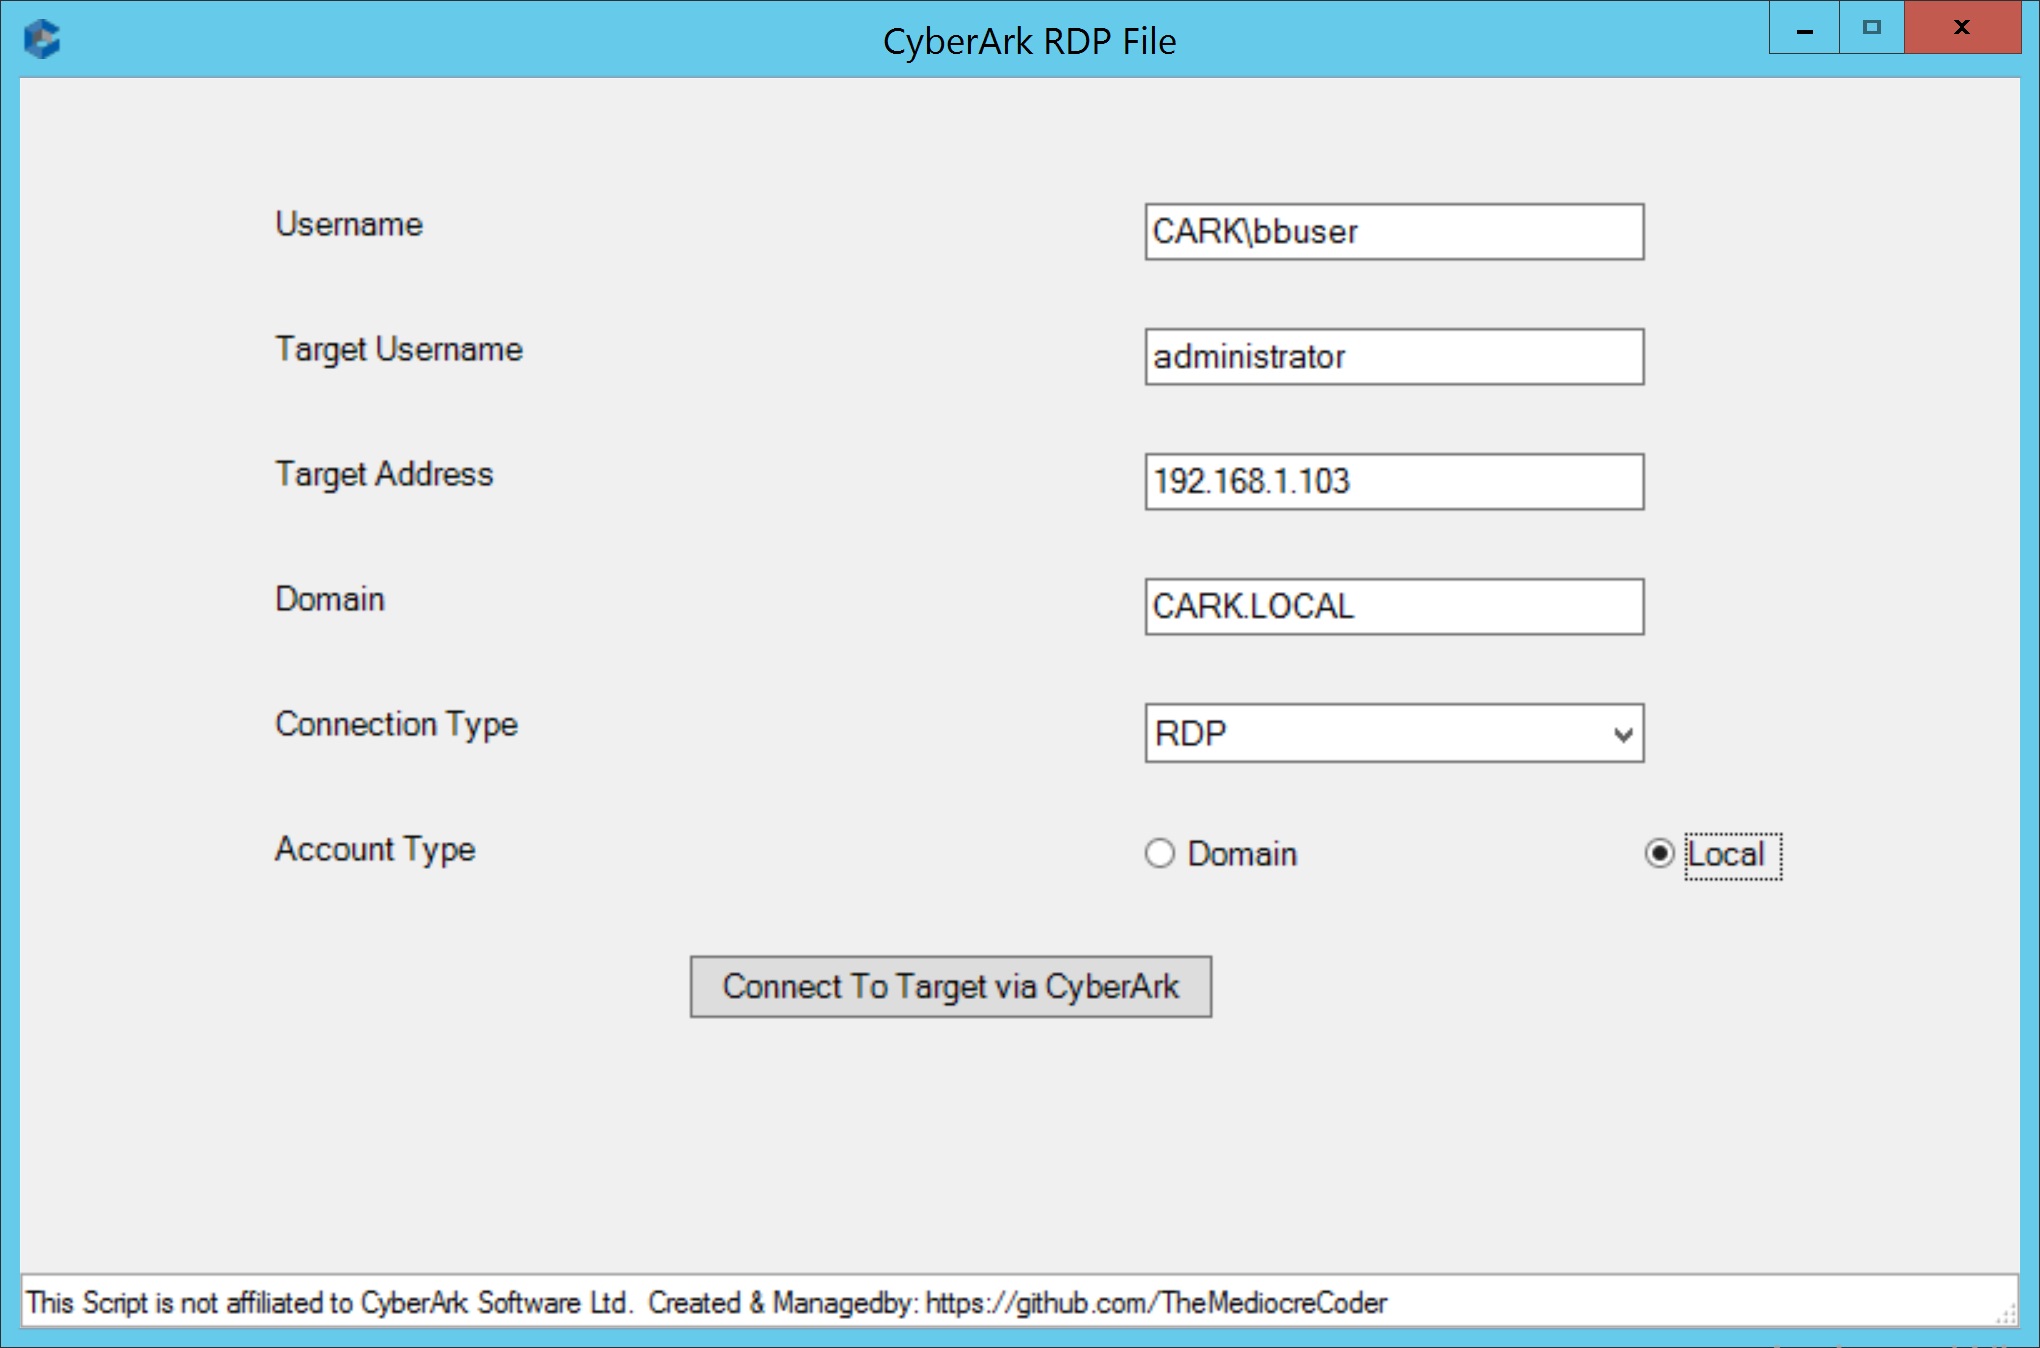 CyberArk RDP File
Username
CARK\bbuser
Target Username
administrator
Target Address
192.168.1.103
Domain
CARK.LOCAL
Connection Type
RDP
Account Type
Domain
Local
Connect To Target via CyberArk
This Script is not affiliated to CyberArk Software Ltd.  Created & Managedby: https://github.com/TheMediocreCoder